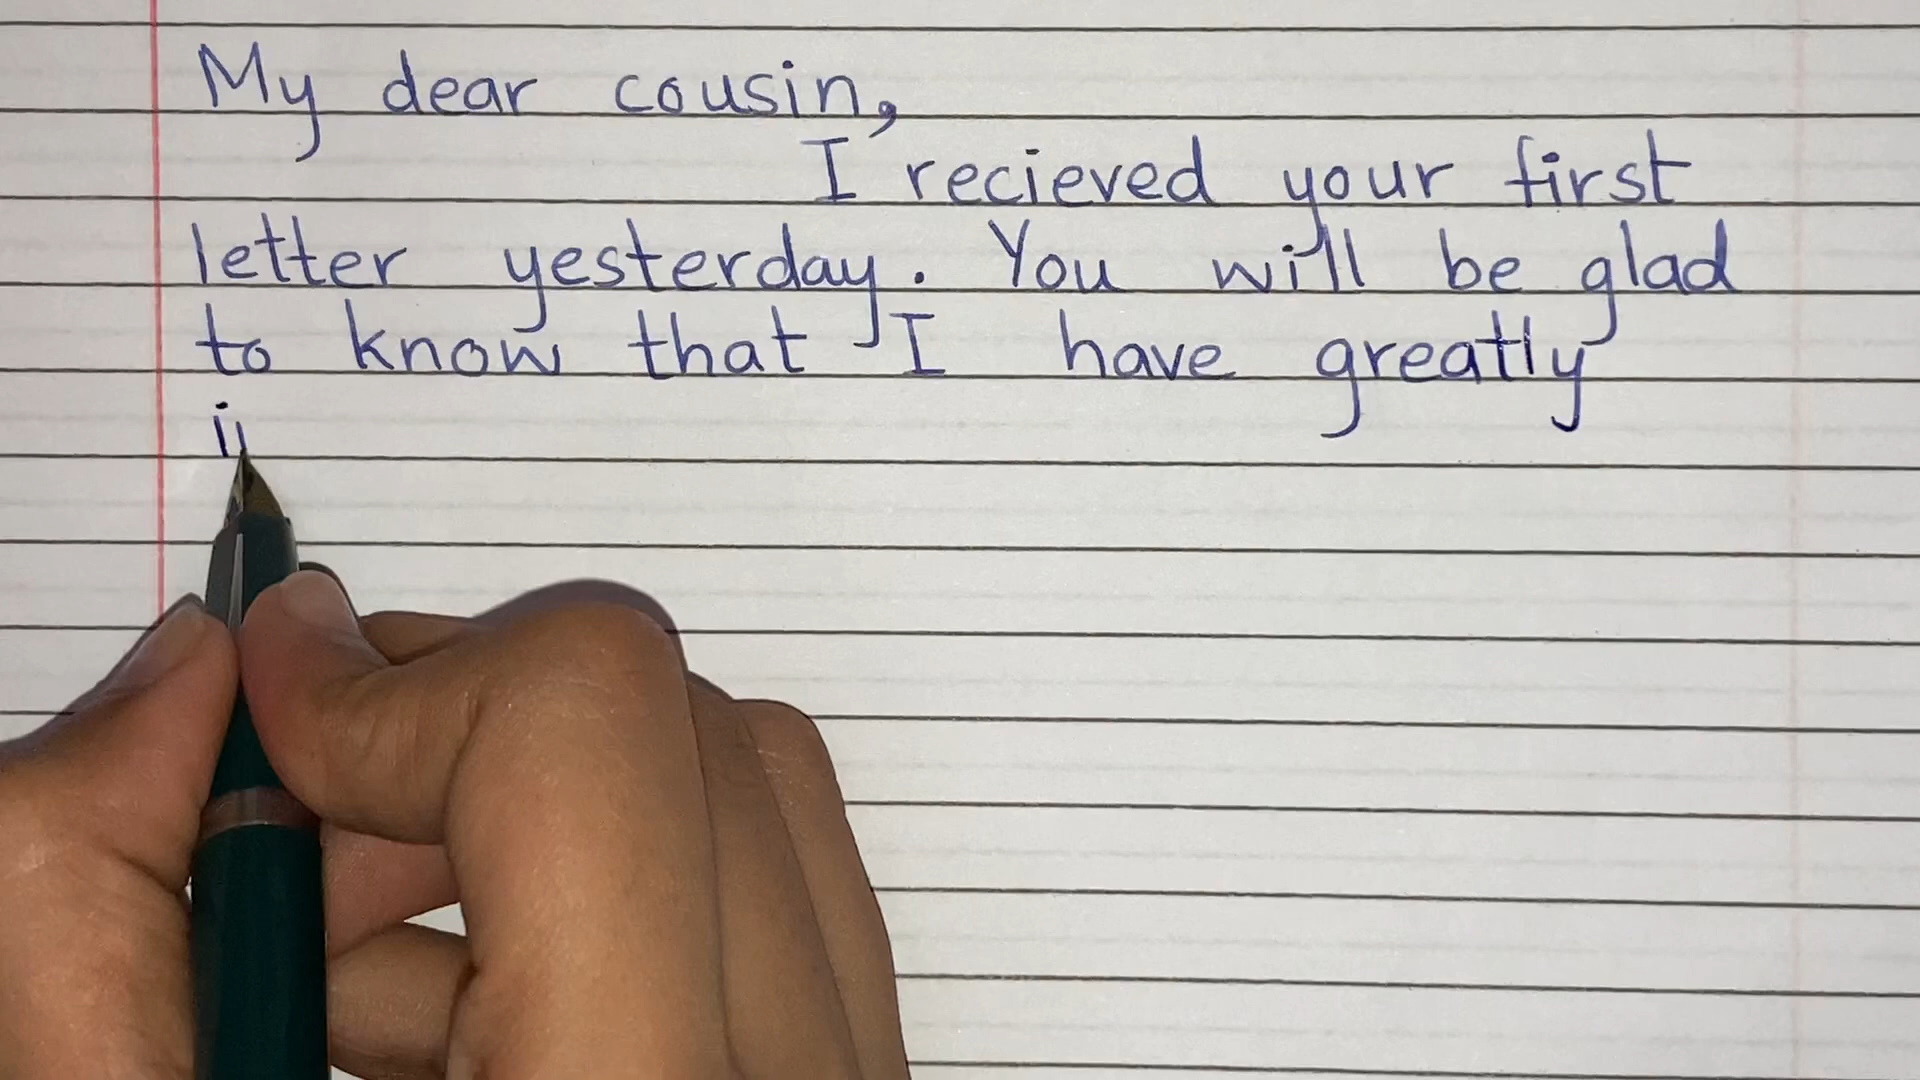 My dear cousin,
I recieved your first
letter yesterday. You will be glad
to know that I have greatly